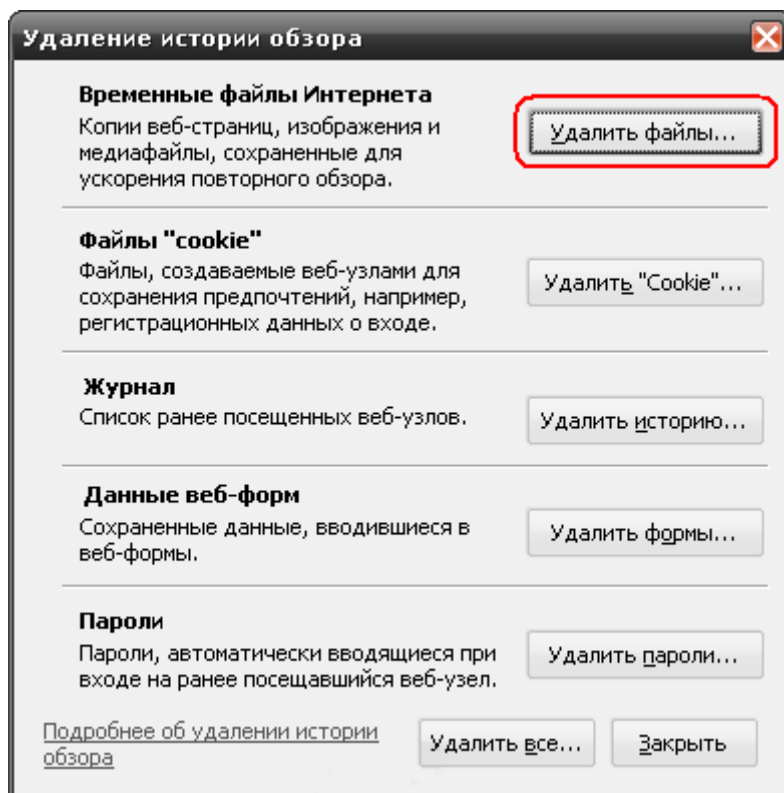 Удаление истории обзора
Временные файлы Интернета
Копии веб-страниц, изображения и
медиафайлы, сохраненные для
ускорения повторного обзора.
Удалить файлы...
Файлы "cookie"
Файлы, создаваемые веб-узлами для
сохранения предпочтений, например,
регистрационных данных о входе.
Удалить "Cookie"...
Журнал
Список ранее посещенных веб-узлов.
Удалить историю...
Данные веб-форм
Сохраненные данные, вводившиеся в
веб-формы.
Удалить формы...
Пароли
Пароли, автоматически вводящиеся при
входе на ранее посещавшийся веб-узел.
Удалить пароли...
Подробнее об удалении истории
обзора
Удалить все...
Закрыть